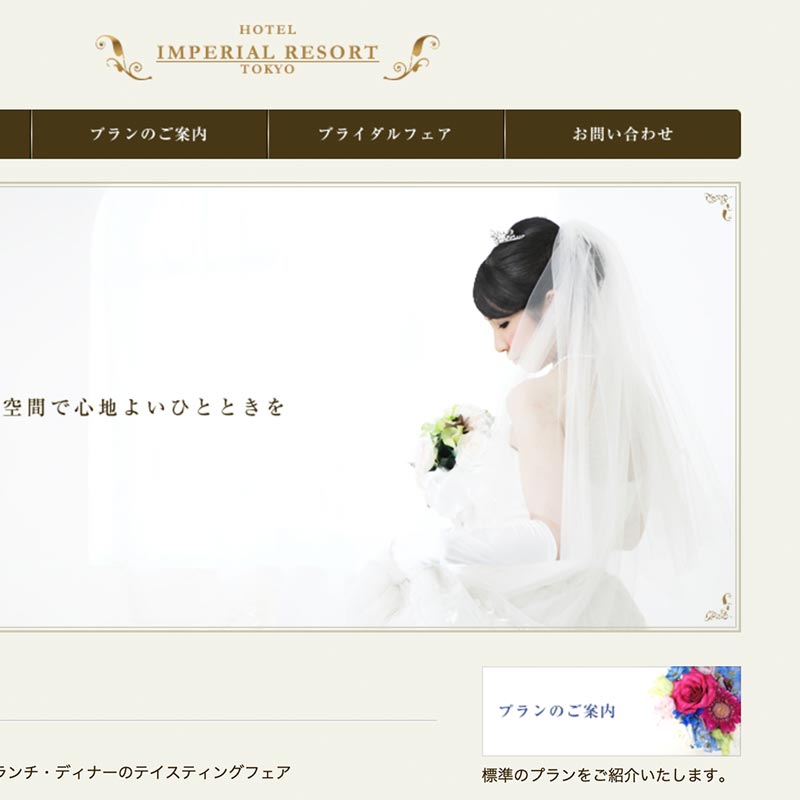 HOTEL
IMPERIAL RESORT
TOKYO
プランのご案内
ブライダルフェア
お問い合わせ
空間で心地よいひとときを
プランのご案内
ランチ・ディナーのテイスティングフェア
標準のプランをご紹介いたします。